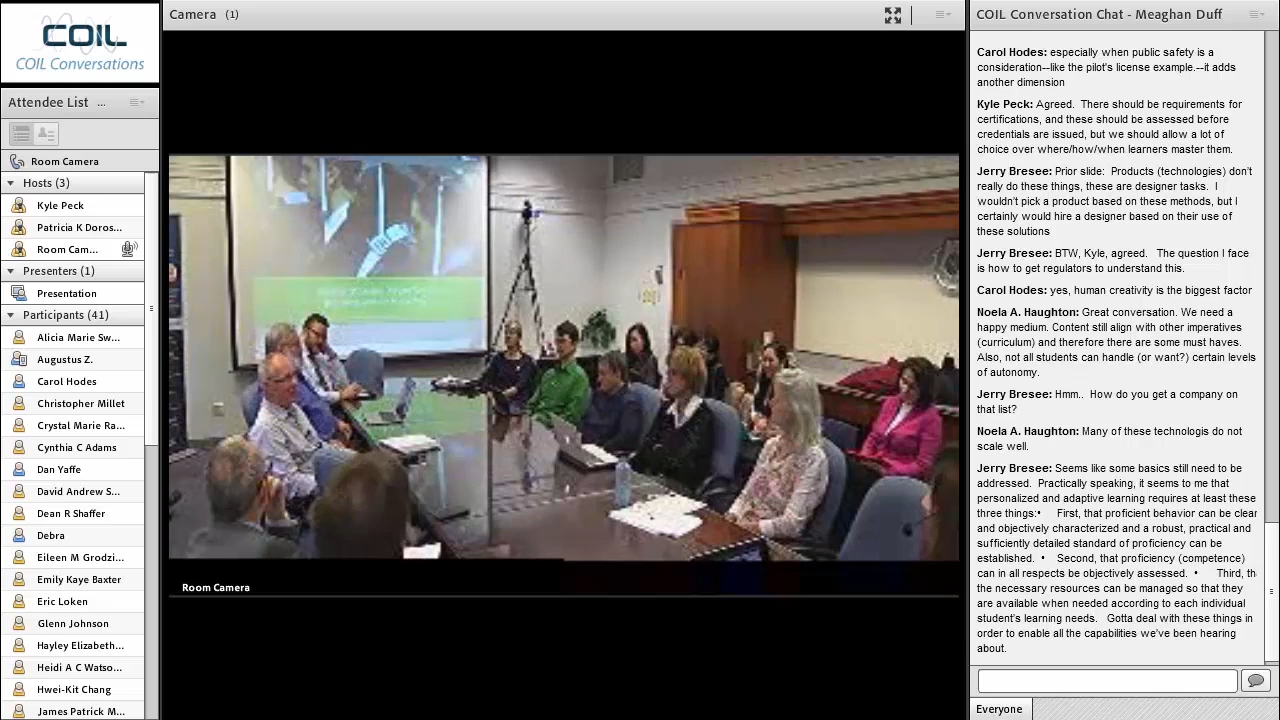 COIL
COIL Conversations
Attendee List ...
Room Camera
Hosts (3)
Kyle Peck
Patricia K Doros...
Room Cam...
Presenters (1)
Presentation
Participants (41)
Alicia Marie Sw...
Augustus Z.
Carol Hodes
Christopher Millet
Crystal Marie Ra...
Cynthia C Adams
Dan Yaffe
David Andrew S...
Dean R Shaffer
Debra
Eileen M Grodzi...
Emily Kaye Baxter
Eric Loken
Glenn Johnson
Hayley Elizabeth...
Heidi A C Watso...
Hwei-Kit Chang
James Patrick M...
Camera (1)
Room Camera
COIL Conversation Chat - Meaghan Duff
Carol Hodes: especially when public safety is a
consideration--like the pilot's license example.--it adds
another dimension
Kyle Peck: Agreed. There should be requirements for
certifications, and these should be assessed before
credentials are issued, but we should allow a lot of
choice over where/how/when learners master them.
Jerry Bresee: Prior slide: Products (technologies) don't
really do these things, these are designer tasks. I
wouldn't pick a product based on these methods, but I
certainly would hire a designer based on their use of
these solutions
Jerry Bresee: BTW, Kyle, agreed. The question I face
is how to get regulators to understand this.
Carol Hodes: yes, human creativity is the biggest factor
Noela A. Haughton: Great conversation. We need a
happy medium. Content still align with other imperatives
(curriculum) and therefore there are some must haves.
Also, not all students can handle (or want?) certain levels
of autonomy.
Jerry Bresee: Hmm.. How do you get a company on
that list?
Noela A. Haughton: Many of these technologis do not
scale well.
Jerry Bresee: Seems like some basics still need to be
addressed. Practically speaking, it seems to me that
personalized and adaptive learning requires at least these
three things:• First, that proficient behavior can be clear
and objectively characterized and a robust, practical and
sufficiently detailed standard of proficiency can be
established. • Second, that proficiency (competence)
can in all respects be objectively assessed. • Third, th
the necessary resources can be managed so that they
are available when needed according to each individual
student's learning needs. Gotta deal with these things in
order to enable all the capabilities we've been hearing
about.
Everyone